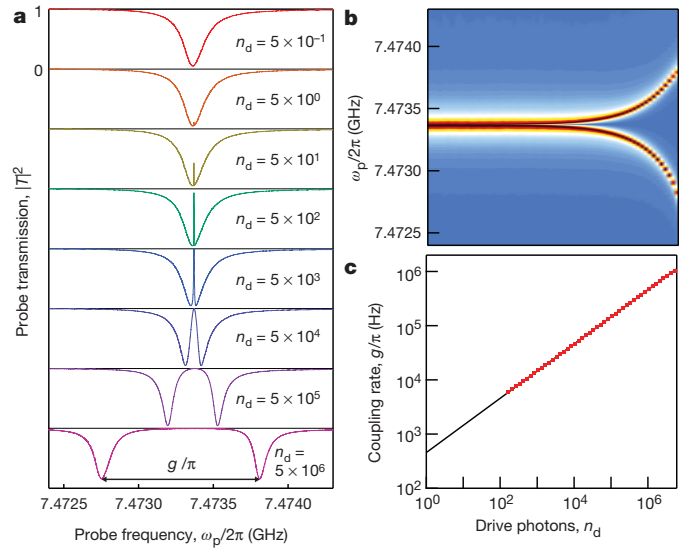 a
1
0
n_d = 5 × 10⁻¹
n_d = 5 × 10⁰
n_d = 5 × 10¹
n_d = 5 × 10²
n_d = 5 × 10³
n_d = 5 × 10⁴
n_d = 5 × 10⁵
n_d =
5 × 10⁶
g/π
Probe transmission, |T|²
7.4725 7.4730 7.4735 7.4740
Probe frequency, ω_p/2π (GHz)
b
7.4740
7.4735
7.4730
7.4725
ω_p/2π (GHz)
c
10⁶
10⁵
10⁴
10³
10²
Coupling rate, g/π (Hz)
10⁰ 10² 10⁴ 10⁶
Drive photons, n_d